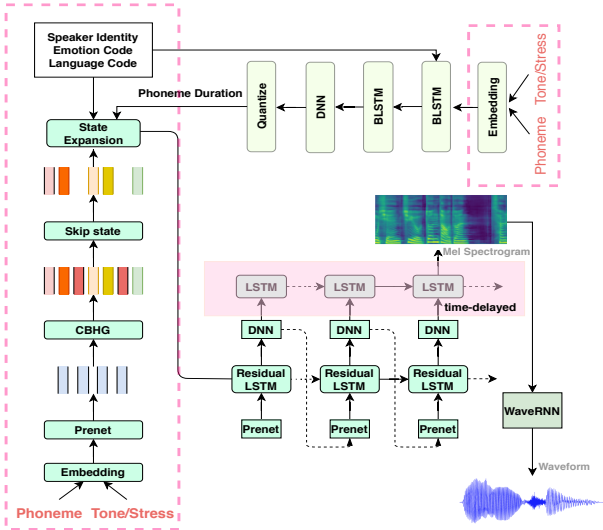 Speaker Identity
Emotion Code
Language Code
Phoneme Duration
State
Expansion
Quantize
DNN
BLSTM
BLSTM
Embedding
Tone/Stress
Phoneme
Skip state
CBHG
Prenet
Embedding
Phoneme
Tone/Stress
Mel Spectrogram
LSTM
LSTM
LSTM
time-delayed
DNN
DNN
DNN
Residual
LSTM
Residual
LSTM
Residual
LSTM
Prenet
Prenet
Prenet
WaveRNN
Waveform